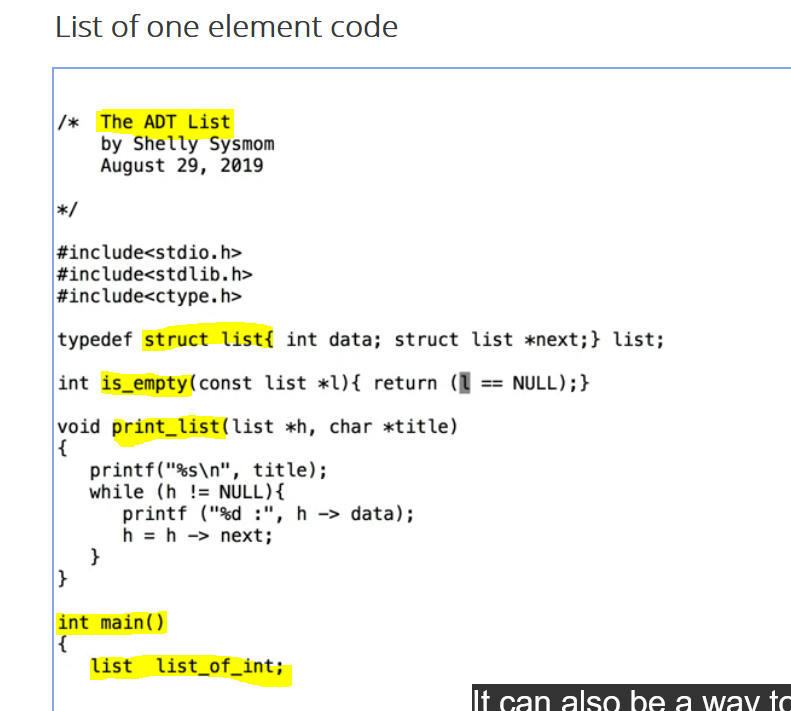 List of one element code
/* The ADT List
by Shelly Sysmom
August 29, 2019
*/
#include<stdio.h>
#include<stdlib.h>
#include<ctype.h>
typedef struct list{ int data; struct list *next;} list;
int is_empty(const list *l){ return (l == NULL);}
void print_list(list *h, char *title)
{
printf("%s\n", title);
while (h != NULL){
printf ("%d :", h -> data);
h = h -> next;
}
}
int main()
{
list list_of_int;
It can also be a way to